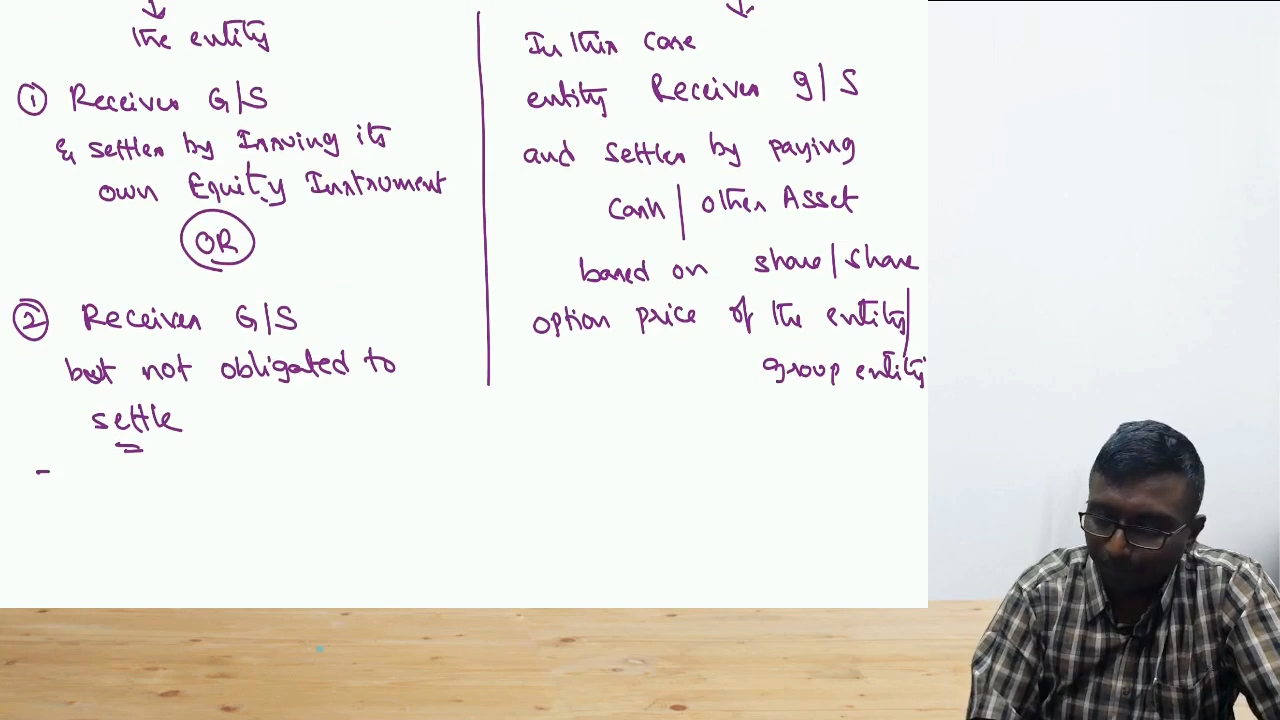 the entity
① Receives G/S
& settles by Issuing its
own Equity Instrument
OR
② Receives G/S
but not obligated to
settle
In this case
entity Receives G/S
and settles by paying
Cash/other Asset
based on share/share
option price of the entity/
group entity